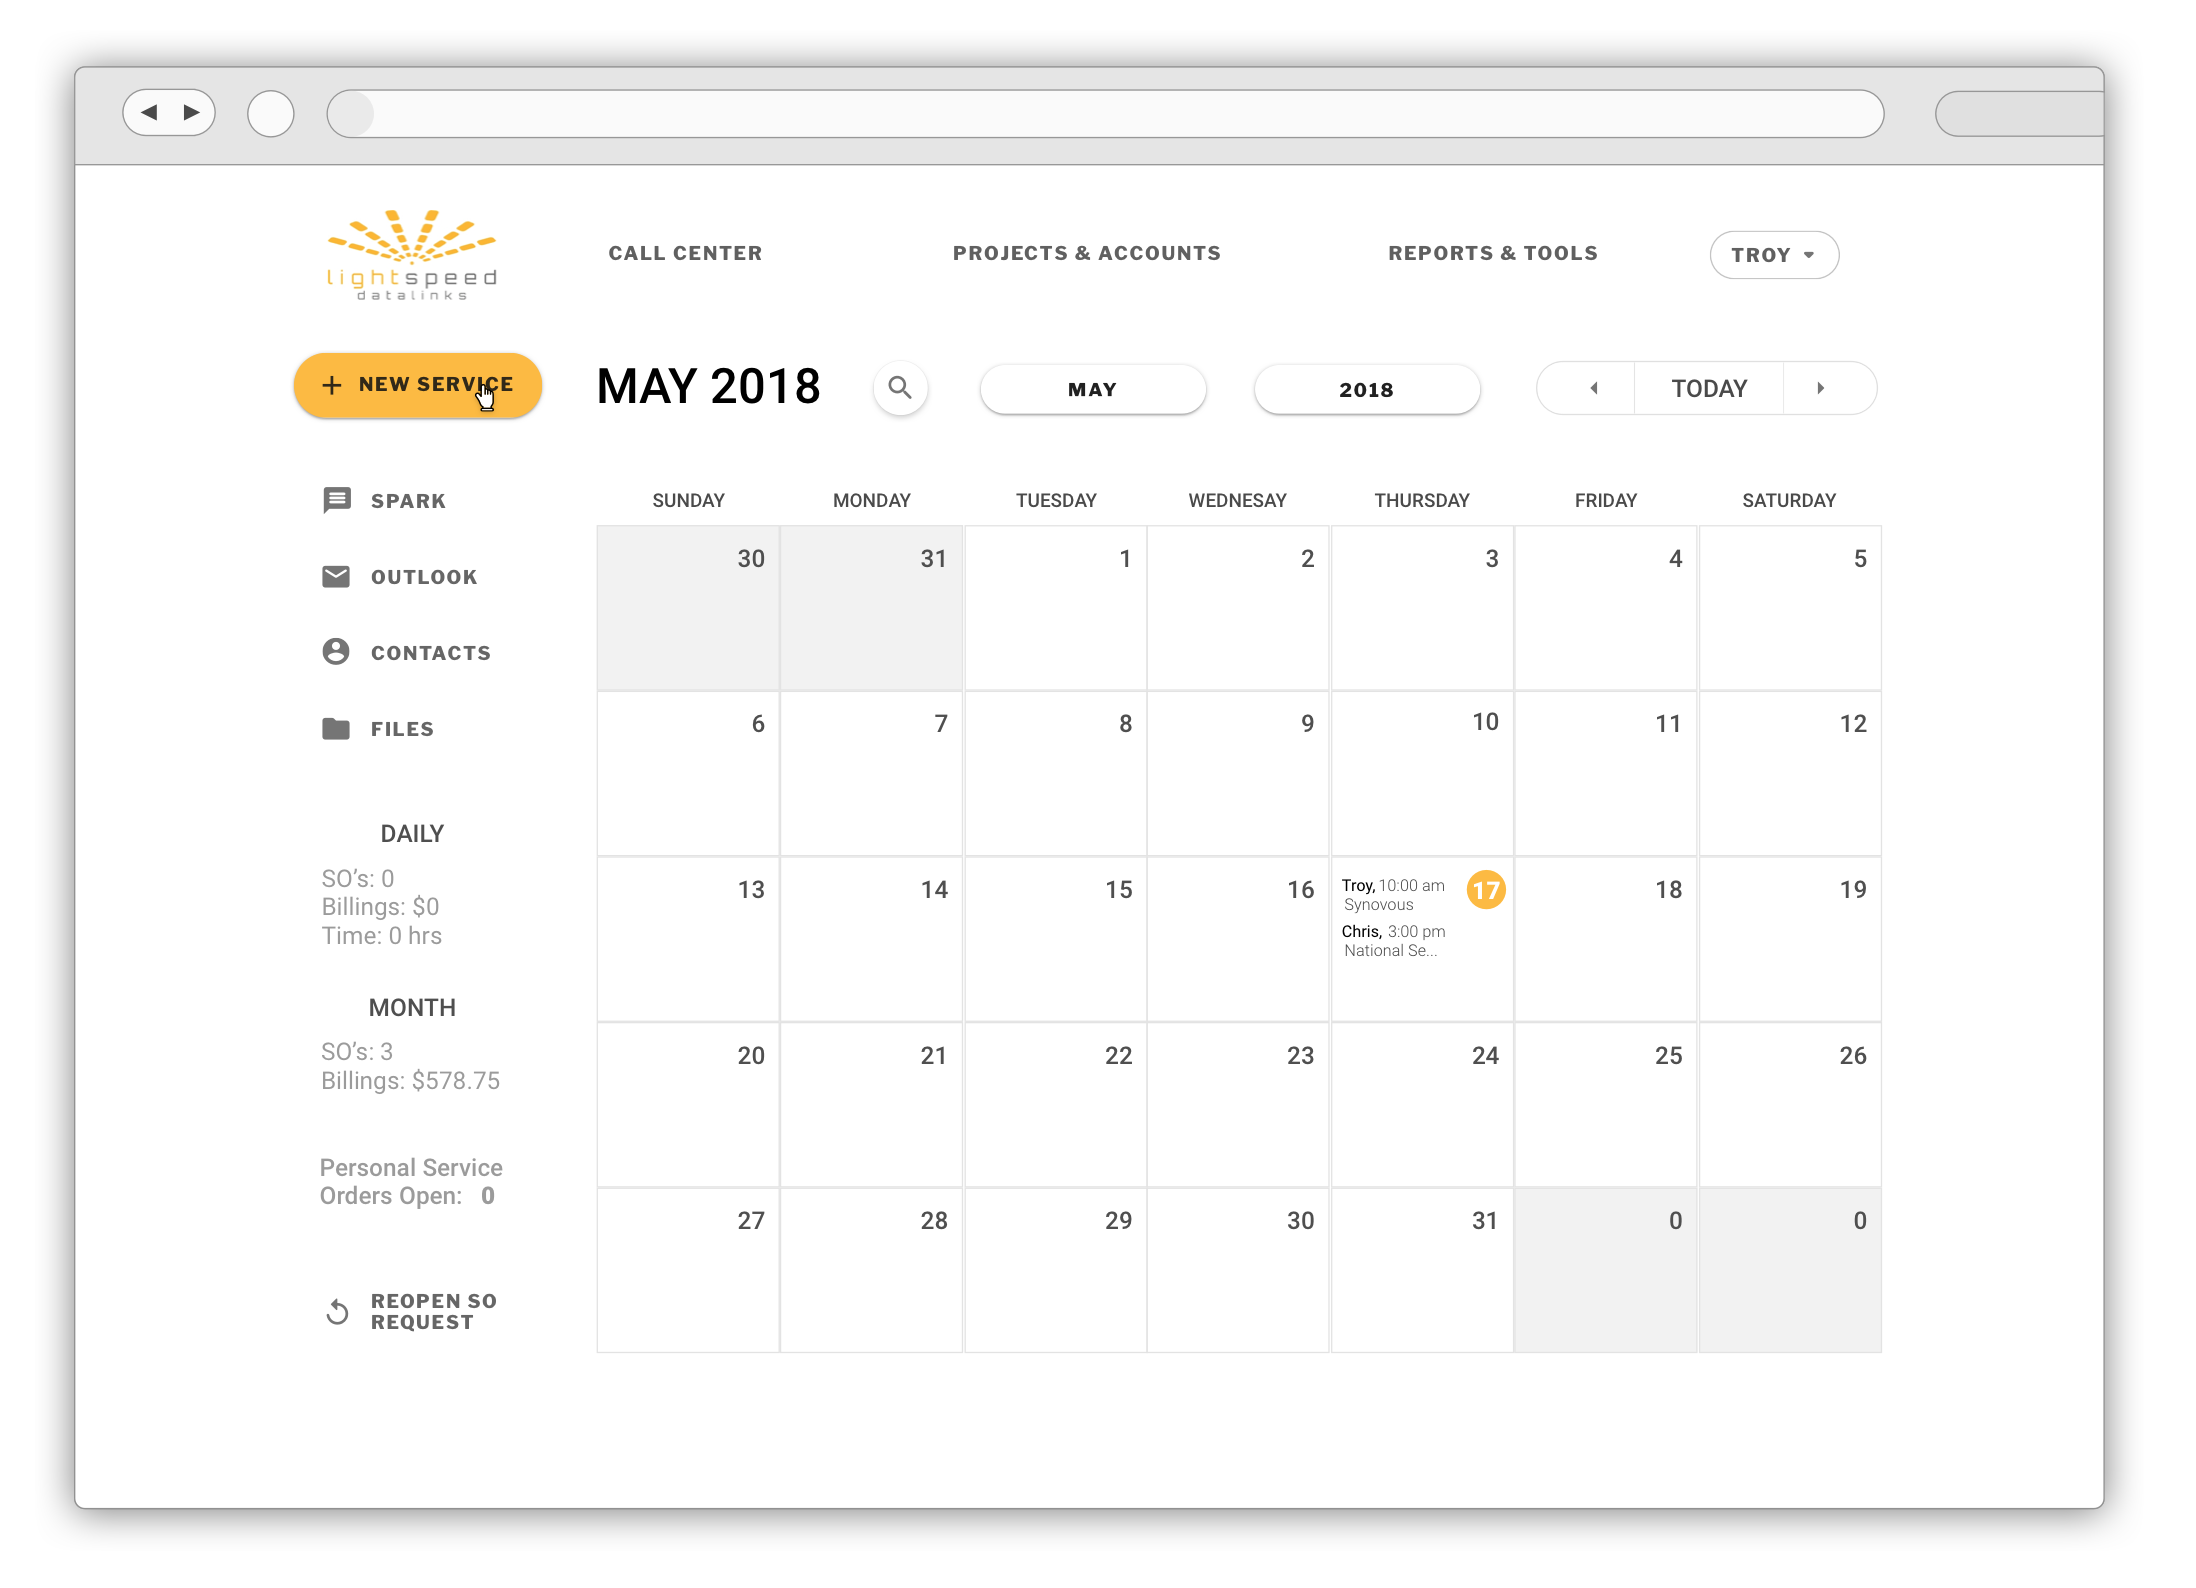 lightspeed
datalinks
CALL CENTER
PROJECTS & ACCOUNTS
REPORTS & TOOLS
TROY
+ NEW SERVICE
MAY 2018
MAY
2018
TODAY
SPARK
OUTLOOK
CONTACTS
FILES
DAILY
SO's: 0
Billings: $0
Time: 0 hrs
MONTH
SO's: 3
Billings: $578.75
Personal Service
Orders Open: 0
REOPEN SO
REQUEST
SUNDAY MONDAY TUESDAY WEDNESAY THURSDAY FRIDAY SATURDAY
30 31 1 2 3 4 5
6 7 8 9 10 11 12
13 14 15 16 17 18 19
Troy, 10:00 am
Synovous
Chris, 3:00 pm
National Se...
20 21 22 23 24 25 26
27 28 29 30 31 0 0